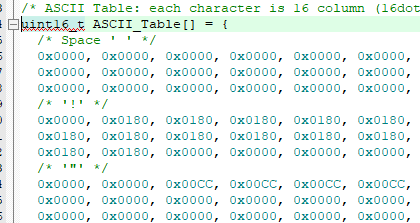 /* ASCII Table: each character is 16 column (16dot
uint16_t ASCII_Table[] = {
/* Space ' ' */
0x0000, 0x0000, 0x0000, 0x0000, 0x0000, 0x0000,
0x0000, 0x0000, 0x0000, 0x0000, 0x0000, 0x0000,
0x0000, 0x0000, 0x0000, 0x0000, 0x0000, 0x0000,
/* '!' */
0x0000, 0x0180, 0x0180, 0x0180, 0x0180, 0x0180,
0x0180, 0x0180, 0x0180, 0x0180, 0x0180, 0x0000,
0x0180, 0x0180, 0x0000, 0x0000, 0x0000, 0x0000,
/* '"' */
0x0000, 0x0000, 0x00CC, 0x00CC, 0x00CC, 0x00CC,
0x0000, 0x0000, 0x0000, 0x0000, 0x0000, 0x0000,
0x0000, 0x0000, 0x0000, 0x0000, 0x0000, 0x0000,